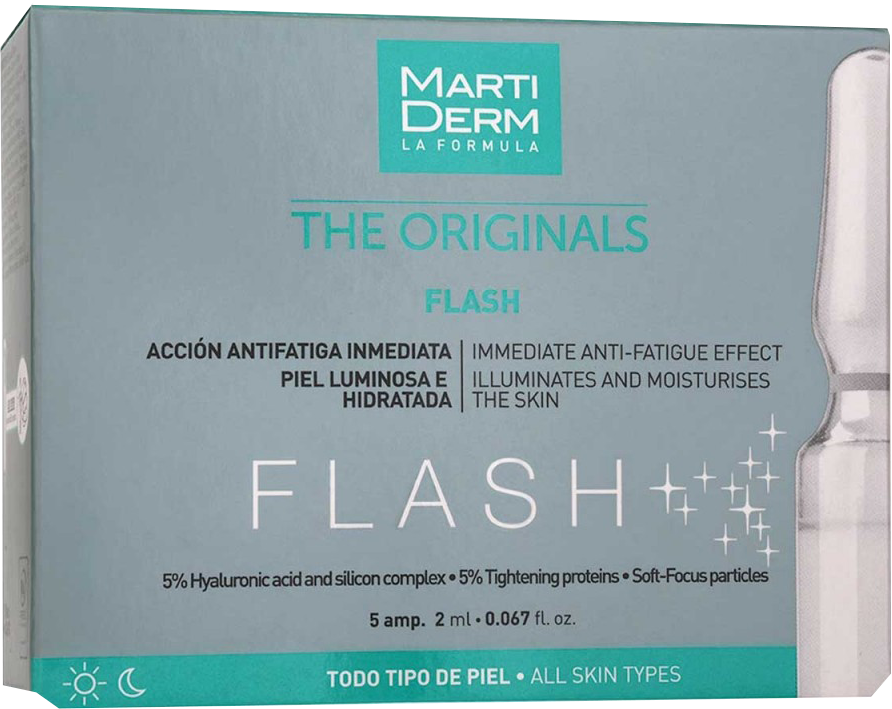 MARTI
DERM
LA FORMULA
THE ORIGINALS
FLASH
ACCIÓN ANTIFATIGA INMEDIATA
PIEL LUMINOSA E
HIDRATADA
IMMEDIATE ANTI-FATIGUE EFFECT
ILLUMINATES AND MOISTURISES
THE SKIN
FLASH
5% Hyaluronic acid and silicon complex • 5% Tightening proteins • Soft-Focus particles
5 amp. 2 ml • 0.067 fl. oz.
TODO TIPO DE PIEL • ALL SKIN TYPES